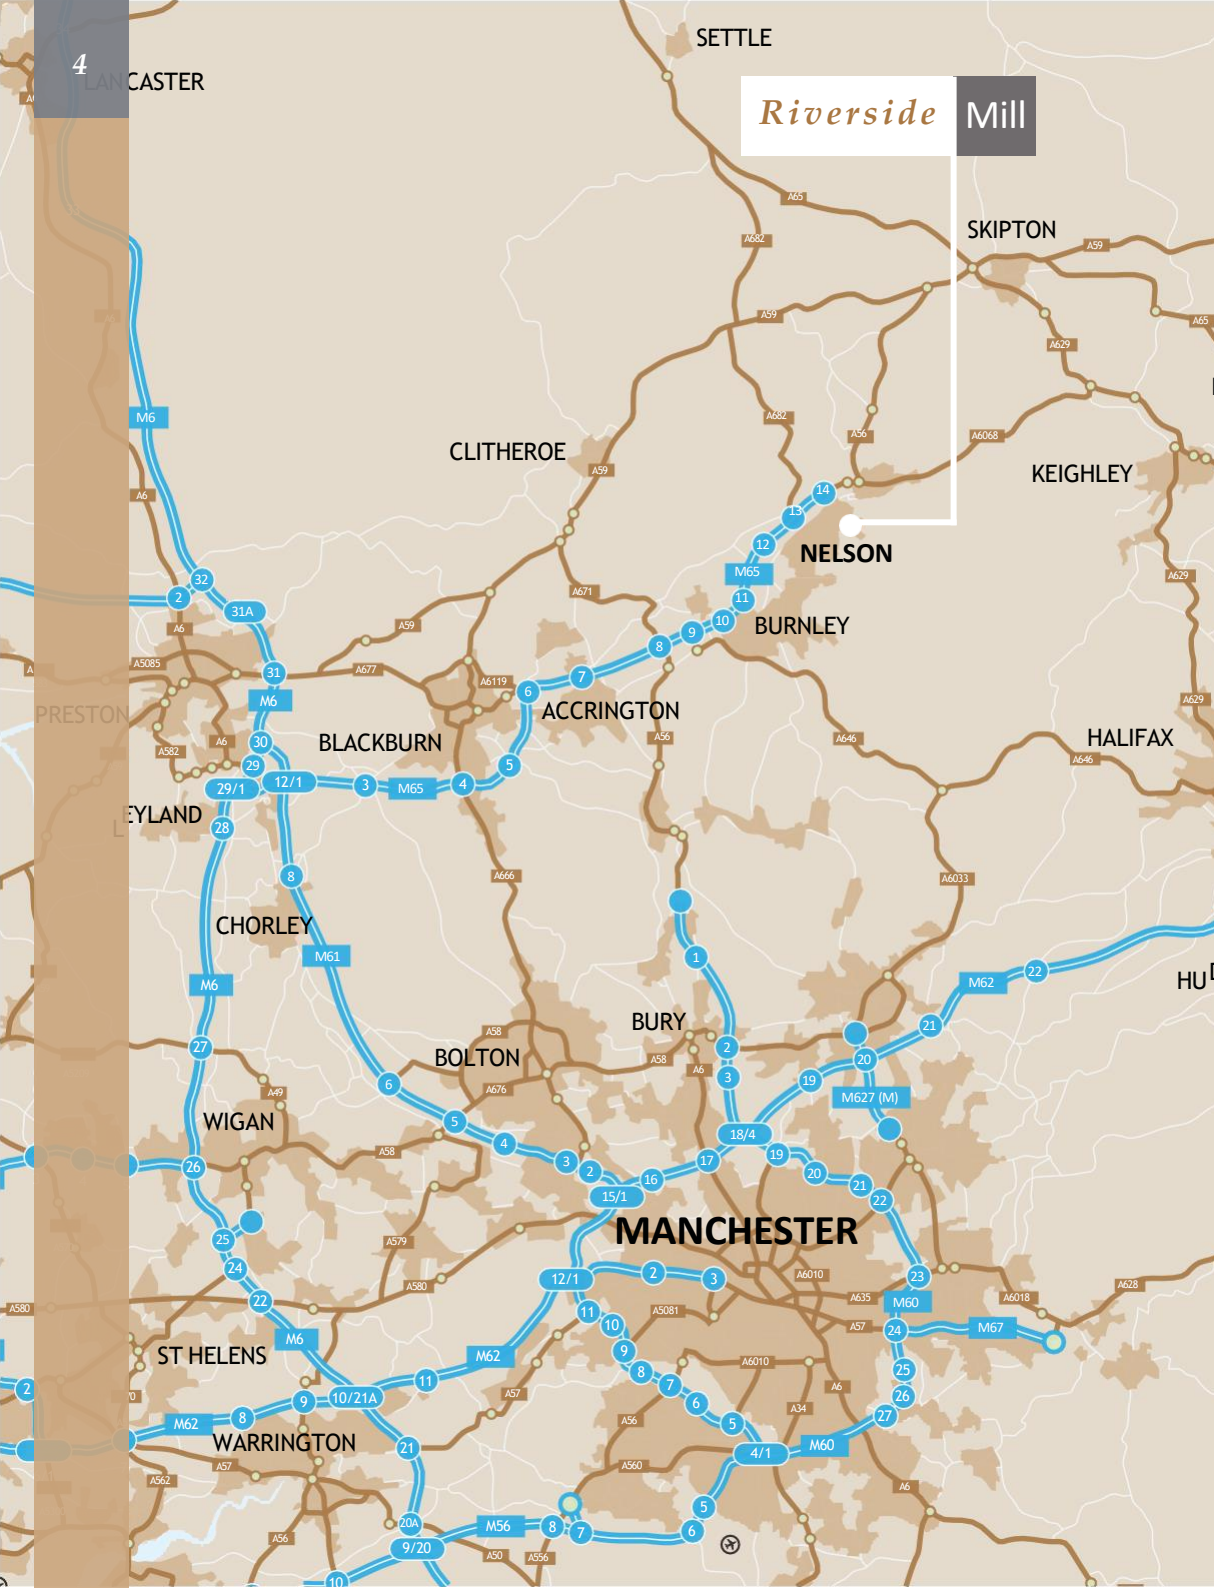 4
LANCASTER
SETTLE
Riverside Mill
A65
SKIPTON
A682
A59
A59
A65
A629
M6
A682
A56
A6068
CLITHEROE
A59
KEIGHLEY
A6
14
13
12
NELSON
M65
32
2
31A
A671
11
A629
A6
A59
10
BURNLEY
9
8
A5085
31
A677
A6119
7
6
M6
A629
PRESTON
ACCRINGTON
A582
A6
30
BLACKBURN
A56
A646
HALIFAX
A646
29
5
29/1
12/1
3
M65
4
LEYLAND
28
8
A666
A6033
CHORLEY
M61
1
22
M62
HUD
M6
BURY
21
A58
27
BOLTON
A58
2
20
A6
3
19
6
A676
A49
M627 (M)
WIGAN
5
18/4
4
A58
17
19
3
26
2
16
20
15/1
21
22
25
MANCHESTER
A579
24
12/1
2
3
A6010
23
A628
A580
22
A635
M60
A6018
A580
11
A5081
10
A57
24
M67
M6
9
ST HELENS
M62
A6010
25
8
7
2
11
26
10/21A
9
A57
6
A6
A34
27
M62
8
A56
5
WARRINGTON
21
4/1
M60
A57
A562
A560
A6
5
20A
M56
8
7
6
A56
9/20
A50
A556
10